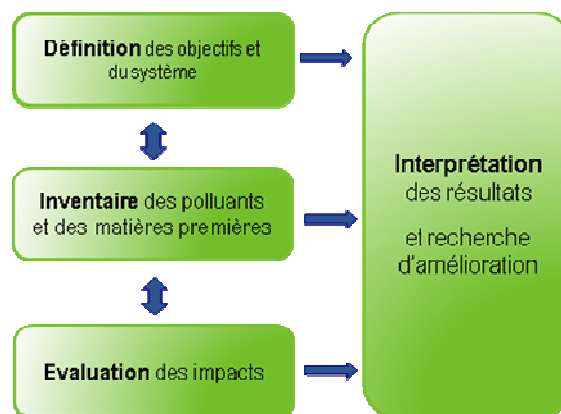 Définition des objectifs et
du système
Inventaire des polluants
et des matières premières
Evaluation des impacts
Interprétation
des résultats
et recherche
d'amélioration